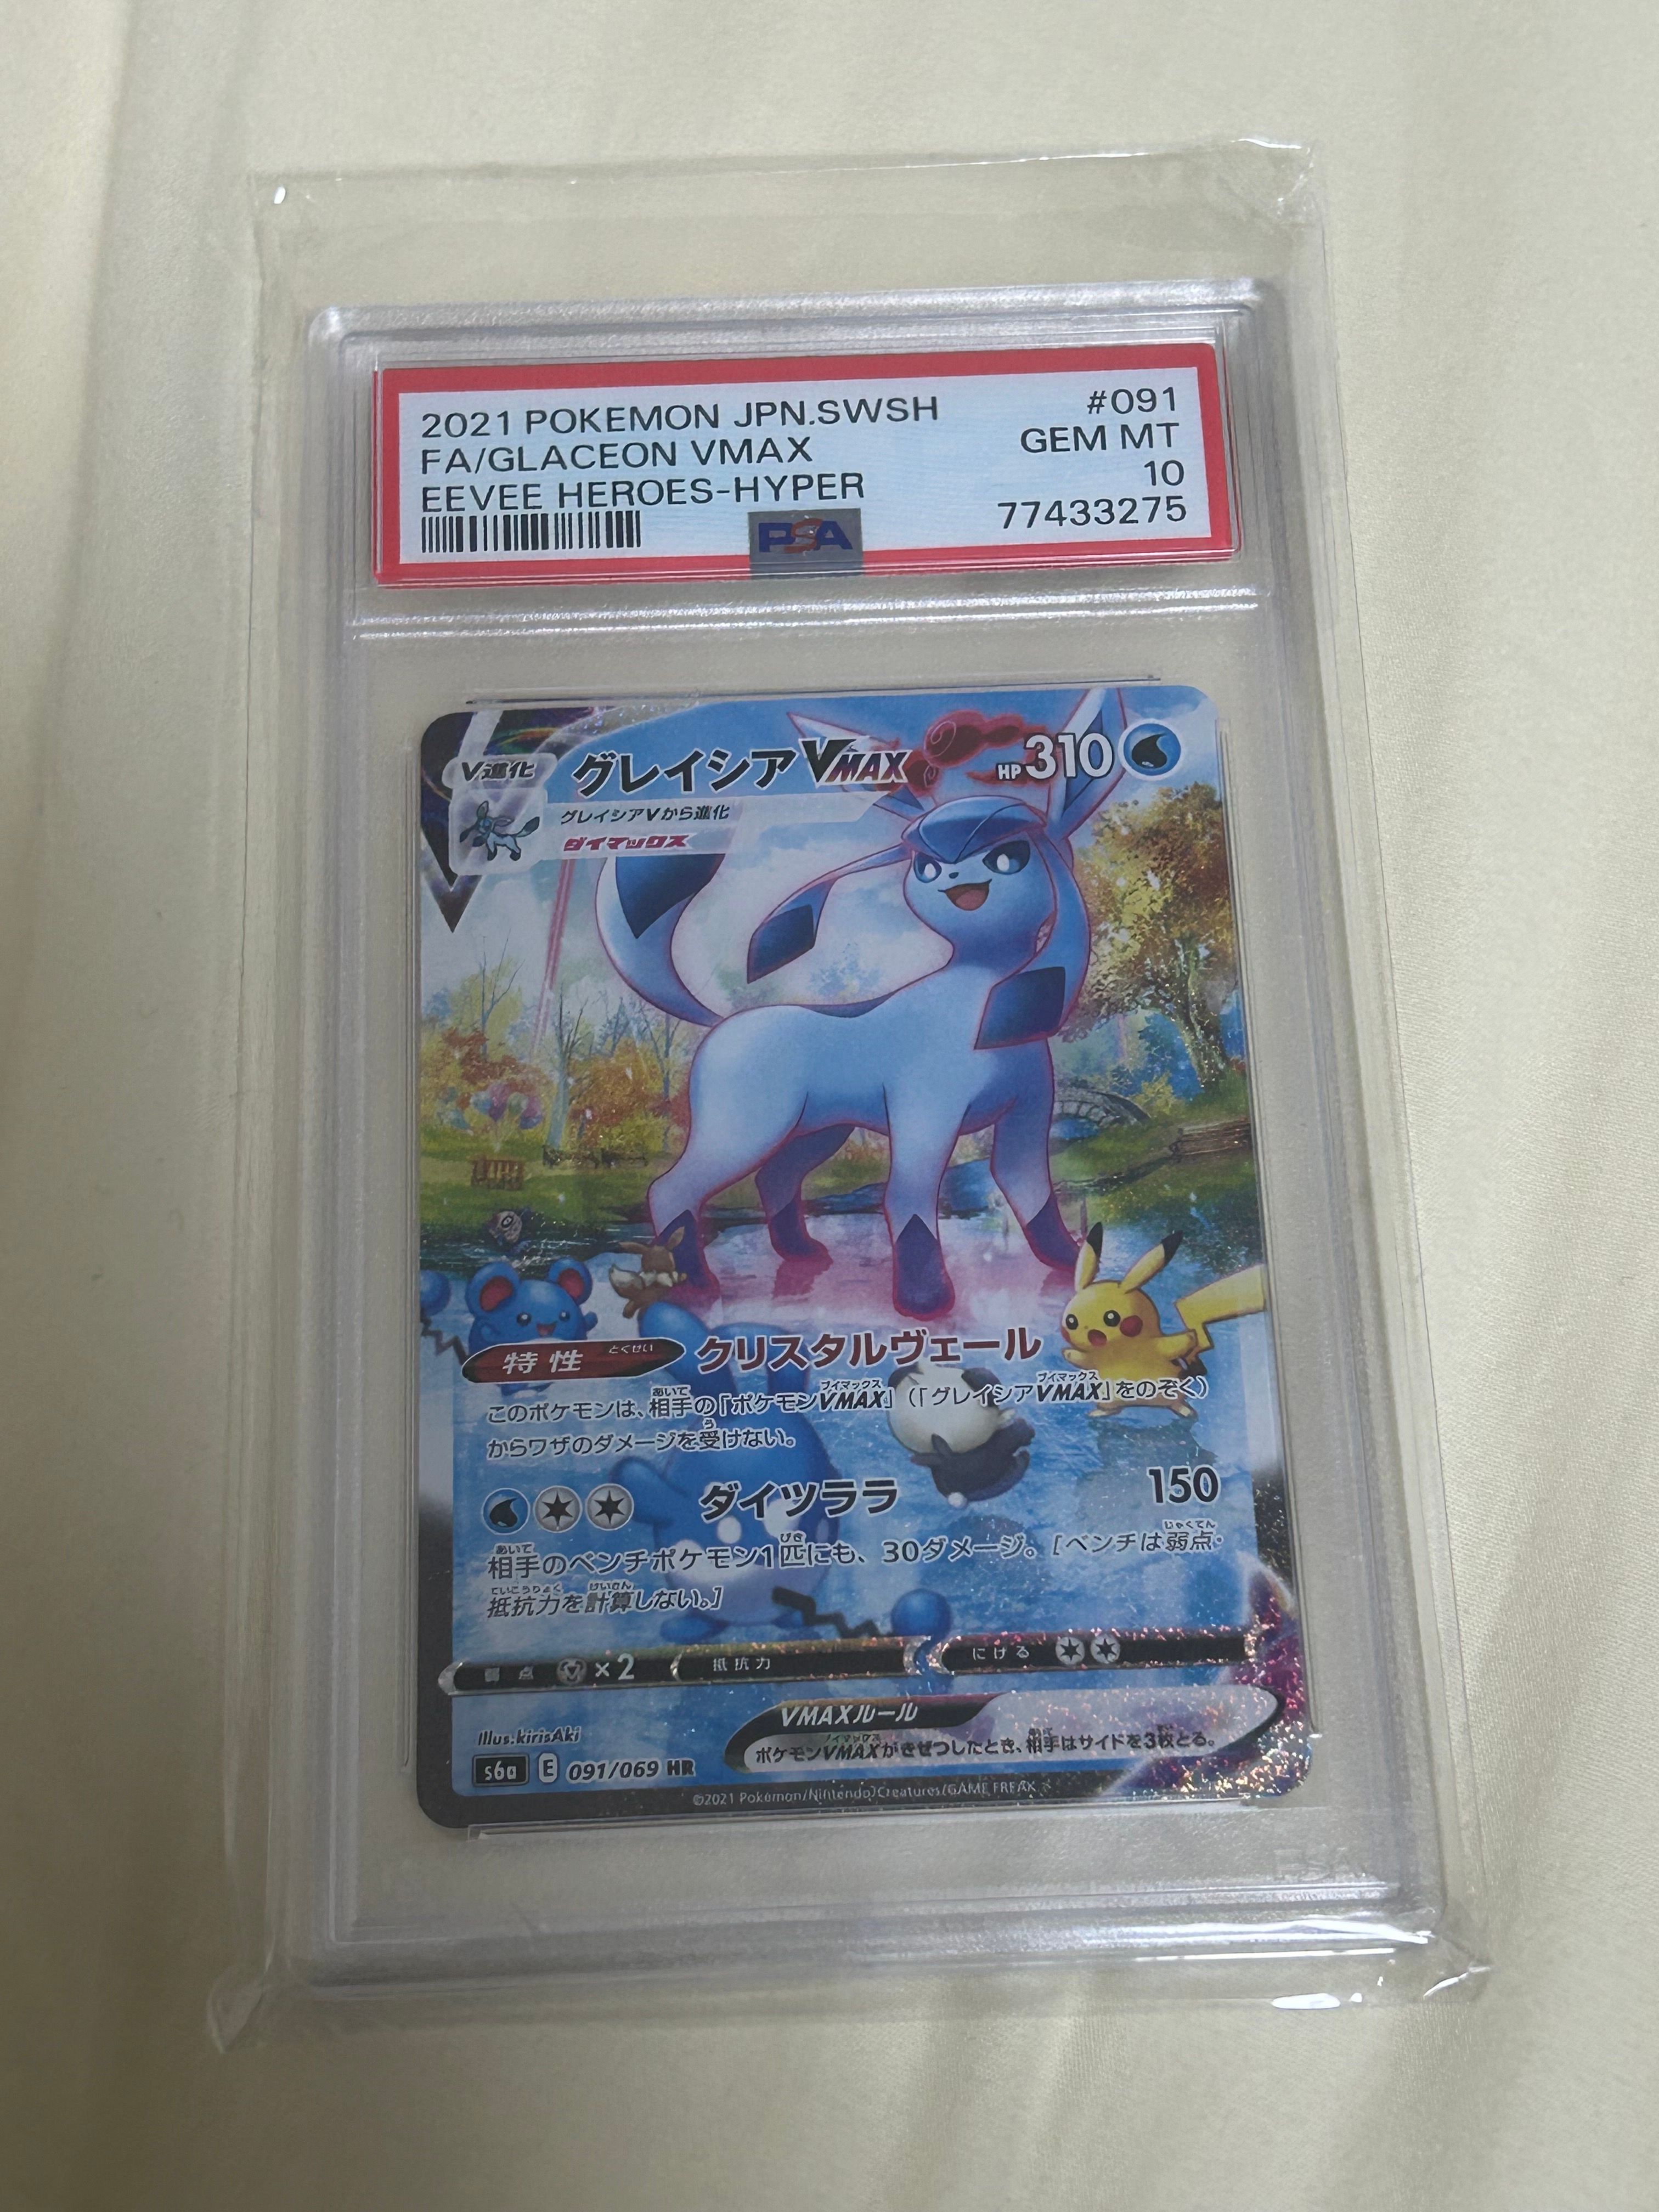 2021 POKEMON JPN.SWSH #091
FA/GLACEON VMAX GEM MT
EEVEE HEROES-HYPER 10
77433275
PSA
V進化
グレイシアVMAX
HP310
グレイシアVから進化
ダイマックス
特性 とくせい クリスタルヴェール
このポケモンは、相手の「ポケモンVMAX」(「グレイシアVMAX」をのぞく)
からワザのダメージを受けない。
ダイツララ 150
相手のベンチポケモン1匹にも、30ダメージ。[ベンチは弱点・
抵抗力を計算しない。]
弱点 ×2 抵抗力 にげる
VMAXルール
ポケモンVMAXがきぜつしたとき、相手はサイドを3枚とる。
Illus.kirisAki
s6a E 091/069 HR
©2021 Pokémon/Nintendo/Creatures/GAME FREAK
PSA